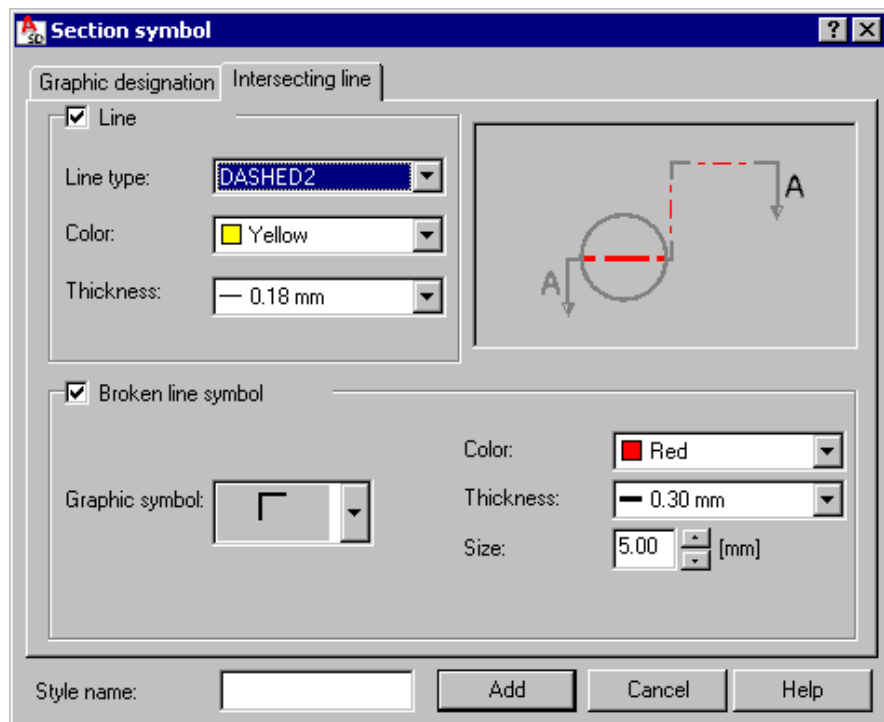 A
SD
Section symbol
? ×
Graphic designation
Intersecting line
Line
Line type: DASHED2
Color: Yellow
Thickness: 0.18 mm
A
A
Broken line symbol
Graphic symbol:
Color: Red
Thickness: 0.30 mm
Size: 5.00 [mm]
Style name:
Add
Cancel
Help